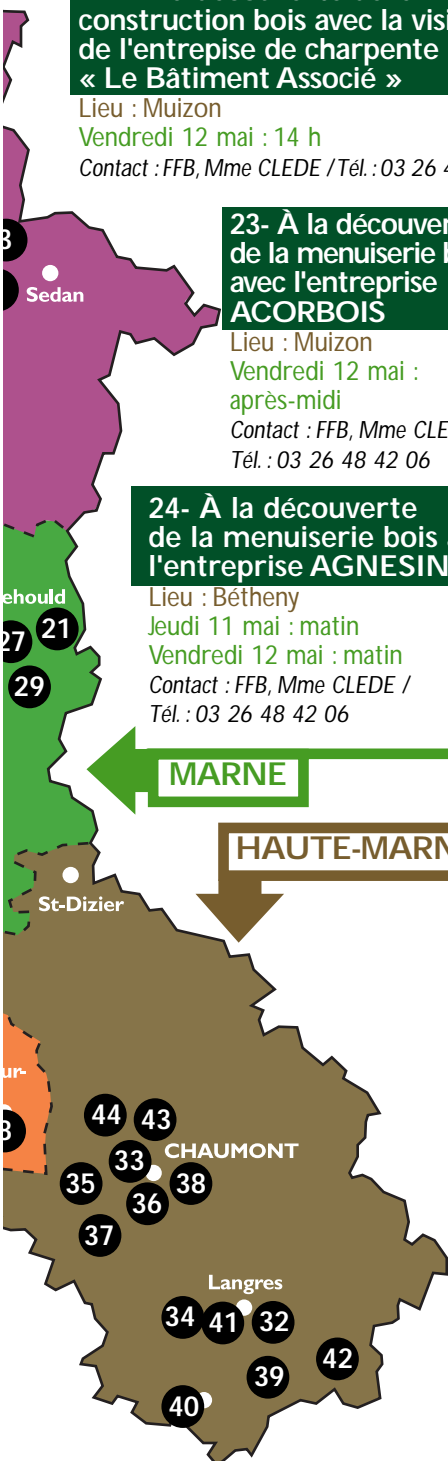 construction bois avec la visi
de l'entrepise de charpente
« Le Bâtiment Associé »
Lieu : Muizon
Vendredi 12 mai : 14 h
Contact : FFB, Mme CLEDE / Tél. : 03 26 4
23- À la découver
de la menuiserie b
avec l'entreprise
ACORBOIS
Lieu : Muizon
Vendredi 12 mai :
après-midi
Contact : FFB, Mme CLE
Tél. : 03 26 48 42 06
3
Sedan
24- À la découverte
de la menuiserie bois
l'entreprise AGNESIN
Lieu : Bétheny
Jeudi 11 mai : matin
Vendredi 12 mai : matin
Contact : FFB, Mme CLEDE /
Tél. : 03 26 48 42 06
ehould
27 21
29
MARNE
HAUTE-MARN
St-Dizier
ur-
3
44 43
33 CHAUMONT
35 36 38
37
Langres
34 41 32
39 42
40